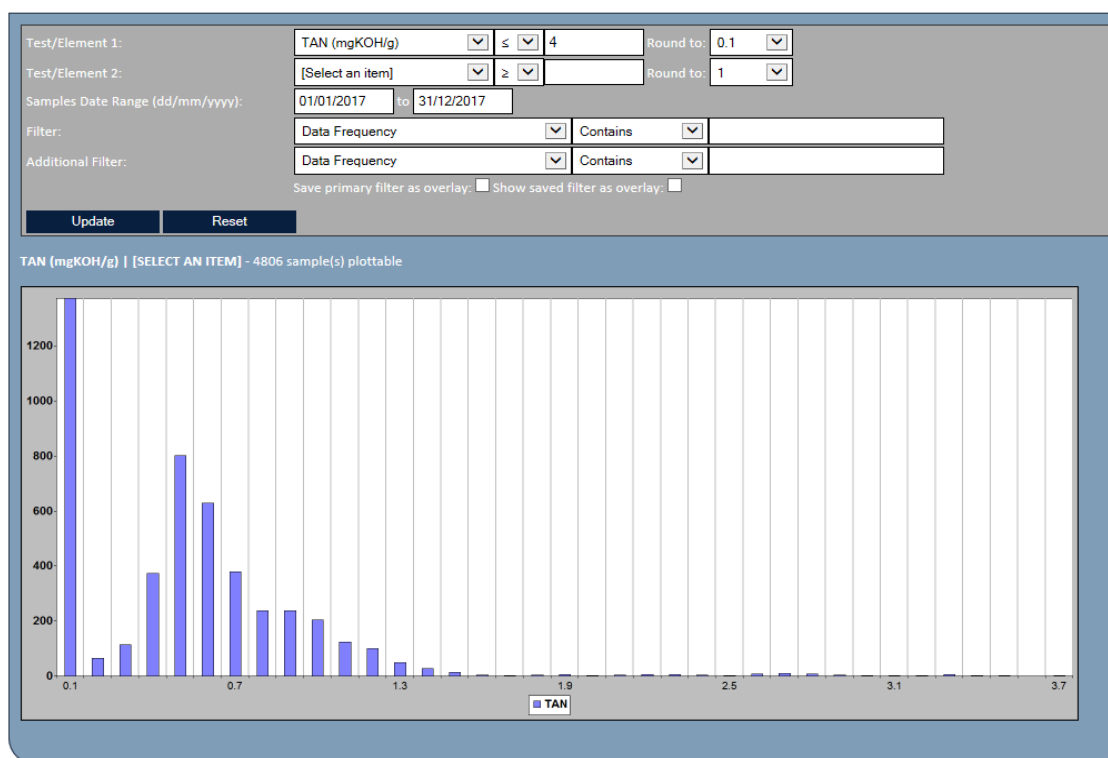 Test/Element 1: TAN (mgKOH/g) ≤ 4 Round to: 0.1
Test/Element 2: [Select an item] ≥ Round to: 1
Samples Date Range (dd/mm/yyyy): 01/01/2017 to 31/12/2017
Filter: Data Frequency Contains
Additional Filter: Data Frequency Contains
Save primary filter as overlay: Show saved filter as overlay:
Update Reset
TAN (mgKOH/g) | [SELECT AN ITEM] - 4806 sample(s) plottable
1200
1000
800
600
400
200
0
0.1 0.7 1.3 1.9 2.5 3.1 3.7
TAN